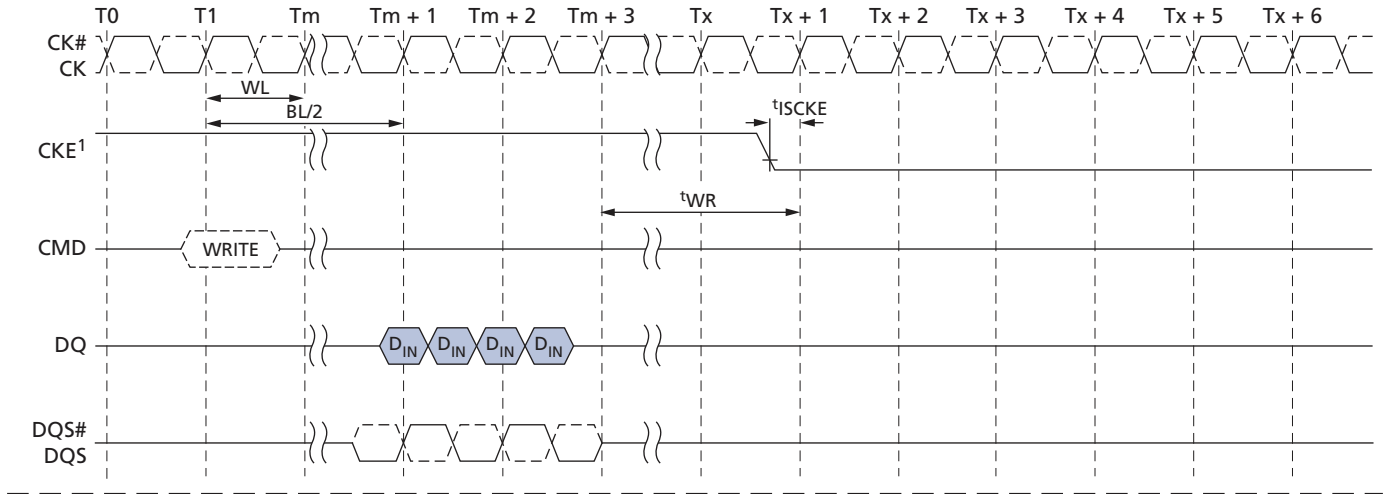 T0 T1 Tm Tm + 1 Tm + 2 Tm + 3 Tx Tx + 1 Tx + 2 Tx + 3 Tx + 4 Tx + 5 Tx + 6
CK#
CK
WL
BL/2
tISCKE
CKE1
tWR
CMD WRITE
DQ DIN DIN DIN DIN
DQS#
DQS